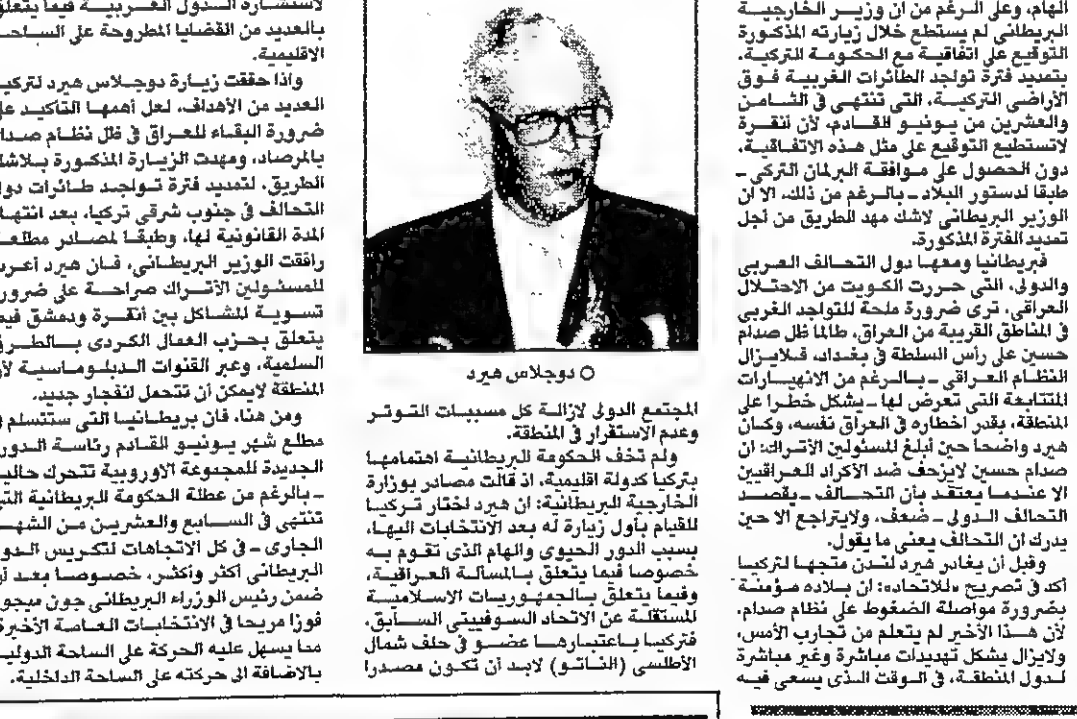 الهام، وعلى الرغم من أن وزير الخارجية
البريطاني لم يستطع خلال زيارته المذكورة
التوقيع على اتفاقية مع الحكومة التركية،
بتمديد فترة تواجد الطائرات الغربية فوق
الأراضي التركية، التي تنتهي في الثامن
والعشرين من يونيو القادم، لأن أنقرة
لاتستطيع التوقيع على مثل هذه الاتفاقية،
دون الحصول على موافقة البرلمان التركي -
طبقا لدستور البلاد - بالرغم من ذلك، الا ان
الوزير البريطاني لاشك مهد الطريق من أجل
تمديد الفترة المذكورة.
فبريطانيا ومعها دول التحالف العربي
والدولي، التي حررت الكويت من الاحتلال
العراقي، ترى ضرورة ملحة للتواجد الغربي
في المناطق القريبة من العراق، طالما ظل صدام
حسين على رأس السلطة في بغداد، فلايزال
النظام العراقي - بالرغم من الانهيارات
المتتابعة التي تعرض لها - يشكل خطرا على
المنطقة، بقدر اخطاره في العراق نفسه، وكان
هيرد واضحا حين أبلغ المسئولين الأتراك: ان
صدام حسين لايزحف ضد الأكراد العراقيين
الا عندما يعتقد بأن التحالف - يقصد
التحالف الدولي - ضعف، ولايتراجع الا حين
يدرك ان التحالف يعني ما يقول.
وقبل أن يغادر هيرد لندن متجها لتركيا
أكد في تصريح «للاتحاد»: ان بلاده مؤمنة
بضرورة مواصلة الضغوط على نظام صدام،
لأن هذا الأخير لم يتعلم من تجارب الأمس،
ولايزال يشكل تهديدات مباشرة وغير مباشرة
لدول المنطقة، في الوقت الذي يسعى فيه
○ دوجلاس هيرد
المجتمع الدولي لازالة كل مسببات التوتر
وعدم الاستقرار في المنطقة.
ولم تخف الحكومة البريطانية اهتمامها
بتركيا كدولة اقليمية، اذ قالت مصادر بوزارة
الخارجية البريطانية: ان هيرد اختار تركيا
للقيام بأول زيارة له بعد الانتخابات اليها،
بسبب الدور الحيوي والهام الذي تقوم به
خصوصا فيما يتعلق بالمسألة العراقية،
وفيما يتعلق بالجمهوريات الاسلامية
المستقلة عن الاتحاد السوفييتي السابق،
فتركيا باعتبارها عضو في حلف شمال
الأطلسي (الناتو) لابد أن تكون مصدرا
لاستشارة الدول العربية فيما يتعلق
بالعديد من القضايا المطروحة على الساحة
الاقليمية.
واذا حققت زيارة دوجلاس هيرد لتركيا
العديد من الأهداف، لعل أهمها التأكيد على
ضرورة البقاء للعراق في ظل نظام صدام
بالمرصاد، ومهدت الزيارة المذكورة بلاشك
الطريق، لتمديد فترة تواجد طائرات دول
التحالف في جنوب شرقي تركيا، بعد انتهاء
المدة القانونية لها، وطبقا لمصادر مطلعة
رافقت الوزير البريطاني، فان هيرد أعرب
للمسئولين الأتراك صراحة على ضرورة
تسوية المشاكل بين أنقرة ودمشق فيما
يتعلق بحزب العمال الكردي بالطرق
السلمية، وعبر القنوات الدبلوماسية لأن
المنطقة لايمكن أن تتحمل انفجار جديد.
ومن هنا، فان بريطانيا التي ستتسلم في
مطلع شهر يونيو القادم رئاسة الدورة
الجديدة للمجموعة الاوروبية تتحرك حاليا
- بالرغم من عطلة الحكومة البريطانية التي
تنتهي في السابع والعشرين من الشهر
الجاري - في كل الاتجاهات لتكريس الدور
البريطاني أكثر وأكثر، خصوصا بعد أن
ضمن رئيس الوزراء البريطاني جون ميجور
فوزا مريحا في الانتخابات العامة الأخيرة
مما يسهل عليه الحركة على الساحة الدولية
بالاضافة الى حركته على الساحة الداخلية.